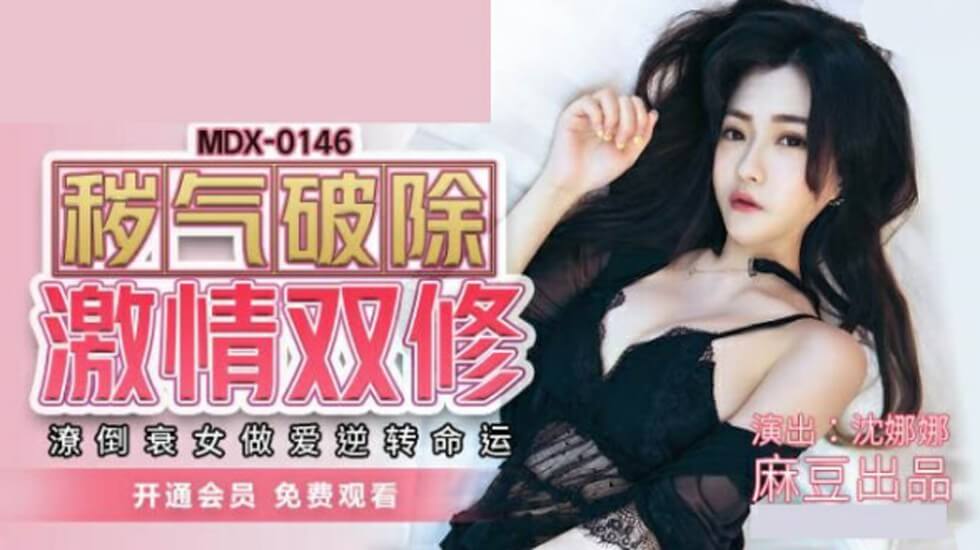 MDX-0146
秽气破除
激情双修
潦倒衰女做爱逆转命运
开通会员 免费观看
演出：沈娜娜
麻豆出品